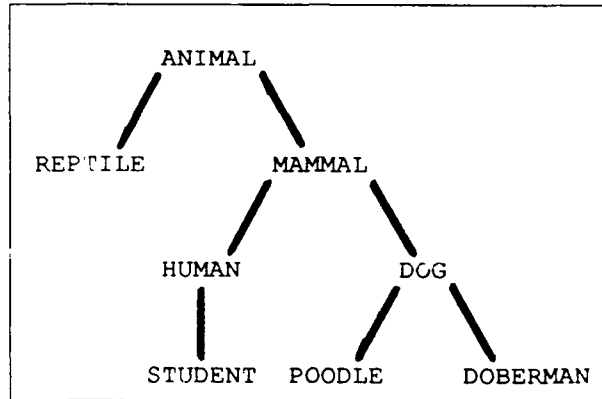 ANIMAL
REPTILE MAMMAL
HUMAN DOG
STUDENT POODLE DOBERMAN